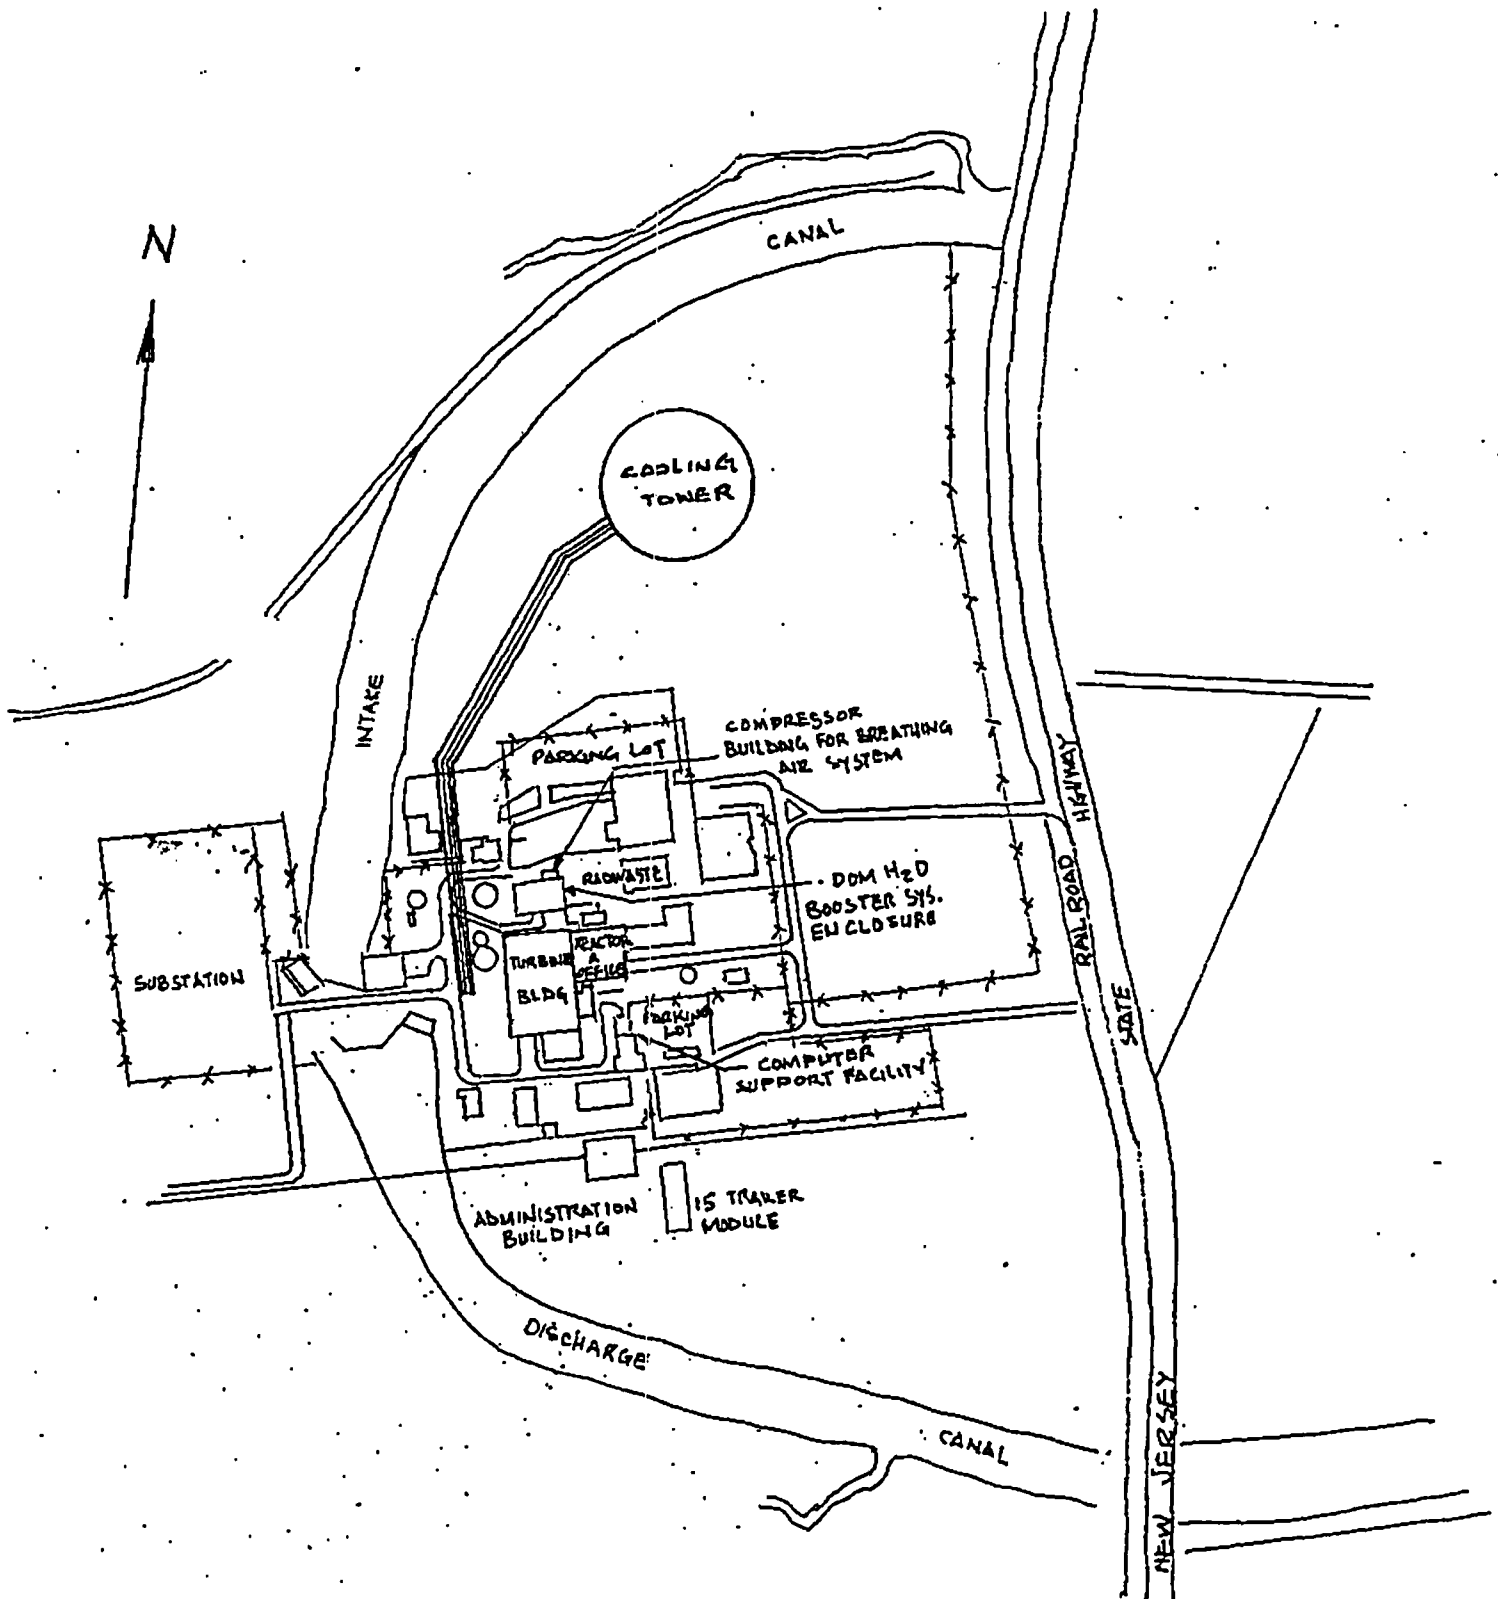 N
CANAL
COOLING
TOWER
INTAKE
COMPRESSOR
BUILDING FOR BREATHING
AIR SYSTEM
PARKING LOT
HIGHWAY
RADWASTE
DOM H2O
BOOSTER SYS.
ENCLOSURE
RAILROAD
SUBSTATION
TURBINE
BLDG
REACTOR
&
OFFICE
PARKING
LOT
STATE
COMPUTER
SUPPORT FACILITY
ADMINISTRATION
BUILDING
15 TRAILER
MODULE
DISCHARGE
CANAL
NEW JERSEY